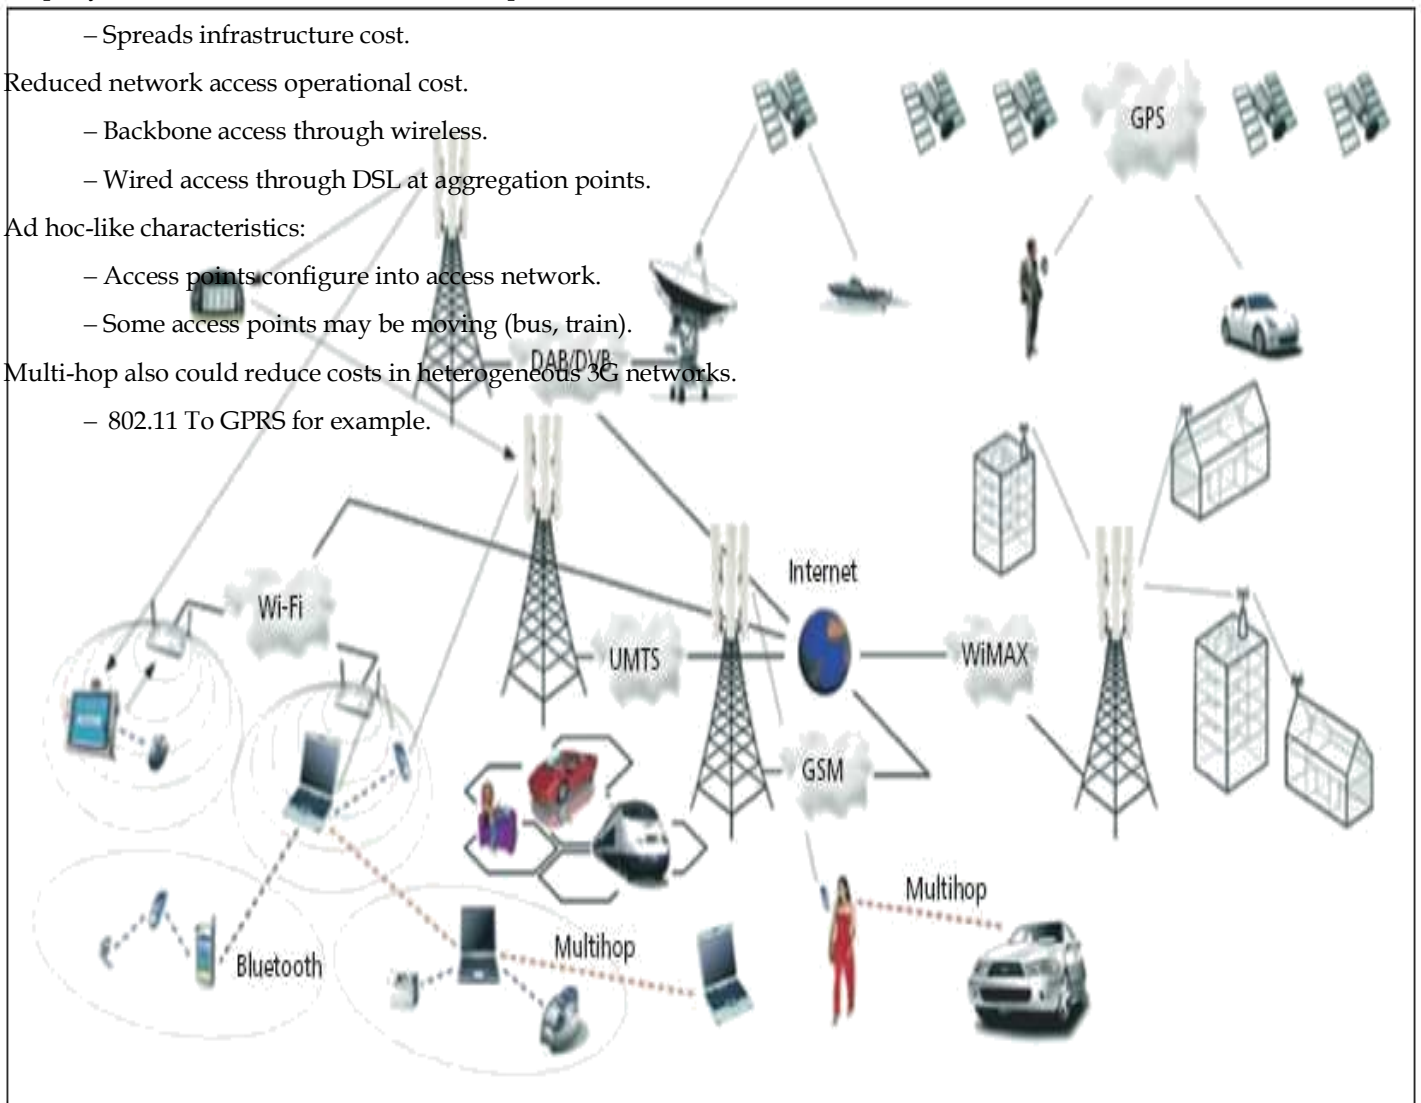 – Spreads infrastructure cost.
Reduced network access operational cost.
– Backbone access through wireless.
– Wired access through DSL at aggregation points.
Ad hoc-like characteristics:
– Access points configure into access network.
– Some access points may be moving (bus, train).
Multi-hop also could reduce costs in heterogeneous 3G networks.
– 802.11 To GPRS for example.
GPS
DAB/DVB
Internet
Wi-Fi
UMTS
WiMAX
GSM
Multihop
Multihop
Bluetooth